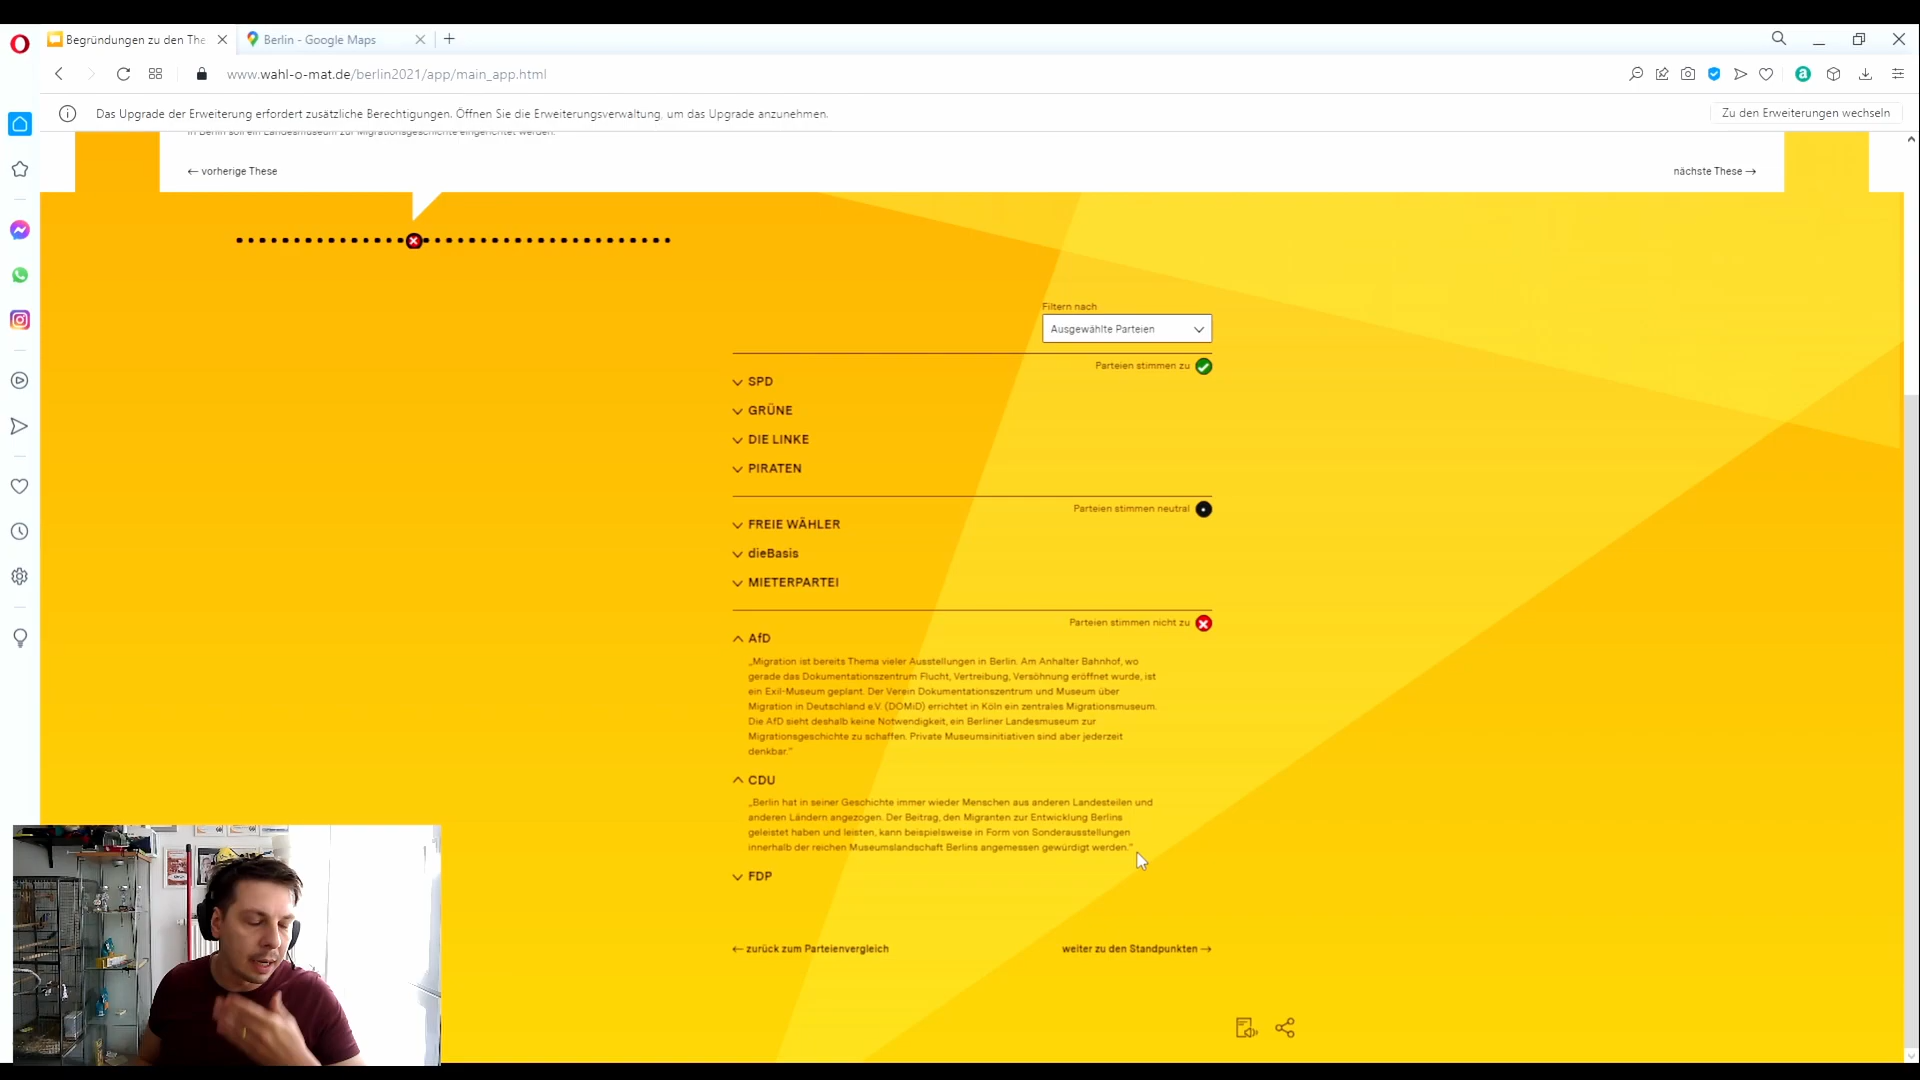 Begründungen zu den The
Berlin - Google Maps
www.wahl-o-mat.de/berlin2021/app/main_app.html
Das Upgrade der Erweiterung erfordert zusätzliche Berechtigungen. Öffnen Sie die Erweiterungsverwaltung, um das Upgrade anzunehmen.
Zu den Erweiterungen wechseln
In Berlin soll ein Landesmuseum zur Migrationsgeschichte eingerichtet werden.
← vorherige These
nächste These →
Filtern nach
Ausgewählte Parteien
Parteien stimmen zu
SPD
GRÜNE
DIE LINKE
PIRATEN
Parteien stimmen neutral
FREIE WÄHLER
dieBasis
MIETERPARTEI
Parteien stimmen nicht zu
AfD
„Migration ist bereits Thema vieler Ausstellungen in Berlin. Am Anhalter Bahnhof, wo
gerade das Dokumentationszentrum Flucht, Vertreibung, Versöhnung eröffnet wurde, ist
ein Exil-Museum geplant. Der Verein Dokumentationszentrum und Museum über
Migration in Deutschland e.V. (DOMiD) errichtet in Köln ein zentrales Migrationsmuseum.
Die AfD sieht deshalb keine Notwendigkeit, ein Berliner Landesmuseum zur
Migrationsgeschichte zu schaffen. Private Museumsinitiativen sind aber jederzeit
denkbar.“
CDU
„Berlin hat in seiner Geschichte immer wieder Menschen aus anderen Landesteilen und
anderen Ländern angezogen. Der Beitrag, den Migranten zur Entwicklung Berlins
geleistet haben und leisten, kann beispielsweise in Form von Sonderausstellungen
innerhalb der reichen Museumslandschaft Berlins angemessen gewürdigt werden.“
FDP
← zurück zum Parteienvergleich
weiter zu den Standpunkten →